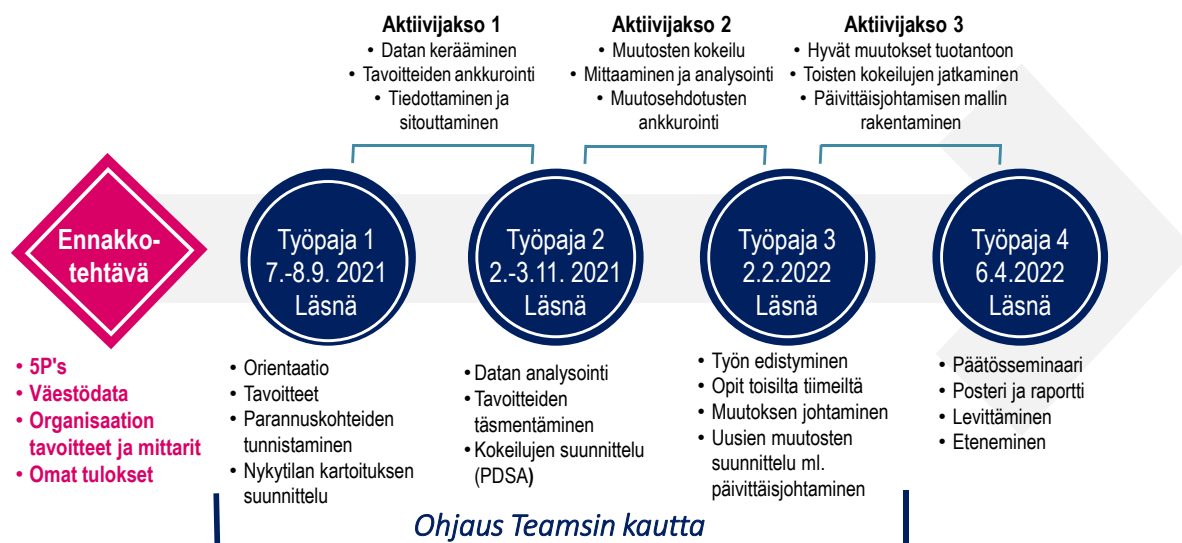 Aktiivijakso 1
• Datan kerääminen
• Tavoitteiden ankkurointi
• Tiedottaminen ja
sitouttaminen
Aktiivijakso 2
• Muutosten kokeilu
• Mittaaminen ja analysointi
• Muutosehdotusten
ankkurointi
Aktiivijakso 3
• Hyvät muutokset tuotantoon
• Toisten kokeilujen jatkaminen
• Päivittäisjohtamisen mallin
rakentaminen
Ennakko-
tehtävä
Työpaja 1
7.-8.9. 2021
Läsnä
Työpaja 2
2.-3.11. 2021
Läsnä
Työpaja 3
2.2.2022
Läsnä
Työpaja 4
6.4.2022
Läsnä
• 5P's
• Väestödata
• Organisaation
tavoitteet ja mittarit
• Omat tulokset
• Orientaatio
• Tavoitteet
• Parannuskohteiden
tunnistaminen
• Nykytilan kartoituksen
suunnittelu
• Datan analysointi
• Tavoitteiden
täsmentäminen
• Kokeilujen suunnittelu
(PDSA)
• Työn edistyminen
• Opit toisilta tiimeiltä
• Muutoksen johtaminen
• Uusien muutosten
suunnittelu ml.
päivittäisjohtaminen
• Päätösseminaari
• Posteri ja raportti
• Levittäminen
• Eteneminen
Ohjaus Teamsin kautta